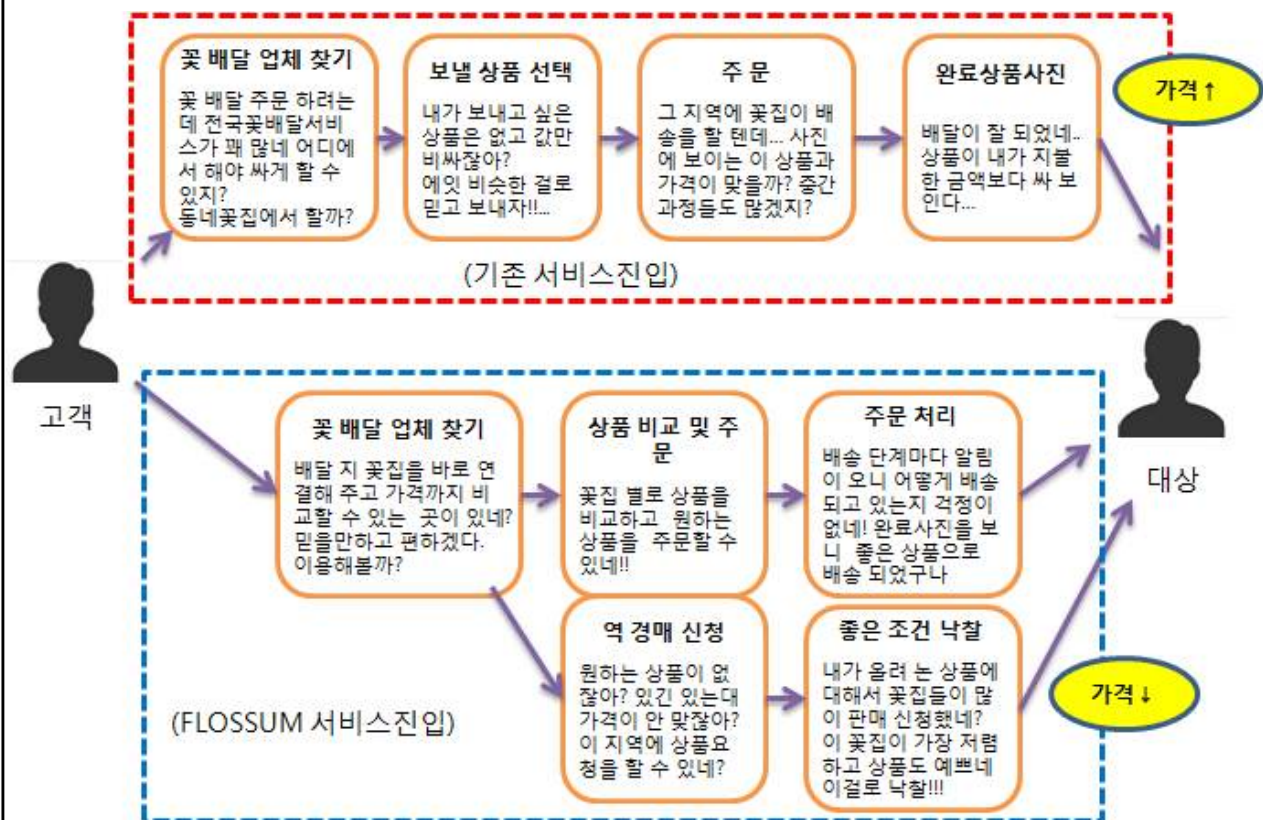 꽃 배달 업체 찾기
꽃 배달 주문 하려는
데 전국꽃배달서비
스가 꽤 많네 어디에
서 해야 싸게 할 수
있지?
동네꽃집에서 할까?
보낼 상품 선택
내가 보내고 싶은
상품은 없고 값만
비싸잖아?
에잇 비슷한 걸로
믿고 보내자!!...
주 문
그 지역에 꽃집이 배
송을 할 텐데... 사진
에 보이는 이 상품과
가격이 맞을까? 중간
과정들도 많겠지?
완료상품사진
배달이 잘 되었네..
상품이 내가 지불
한 금액보다 싸 보
인다...
가격↑
(기존 서비스진입)
고객
대상
꽃 배달 업체 찾기
배달 지 꽃집을 바로 연
결해 주고 가격까지 비
교할 수 있는 곳이 있네?
믿을만하고 편하겠다.
이용해볼까?
상품 비교 및 주
문
꽃집 별로 상품을
비교하고 원하는
상품을 주문할 수
있네!!
주문 처리
배송 단계마다 알림
이 오니 어떻게 배송
되고 있는지 걱정이
없네! 완료사진을 보
니 좋은 상품으로
배송 되었구나
역 경매 신청
원하는 상품이 없
잖아? 있긴 있는대
가격이 안 맞잖아?
이 지역에 상품요
청을 할 수 있네?
좋은 조건 낙찰
내가 올려 논 상품에
대해서 꽃집들이 많
이 판매 신청했네?
이 꽃집이 가장 저렴
하고 상품도 예쁘네
이걸로 낙찰!!!
가격↓
(FLOSSUM 서비스진입)